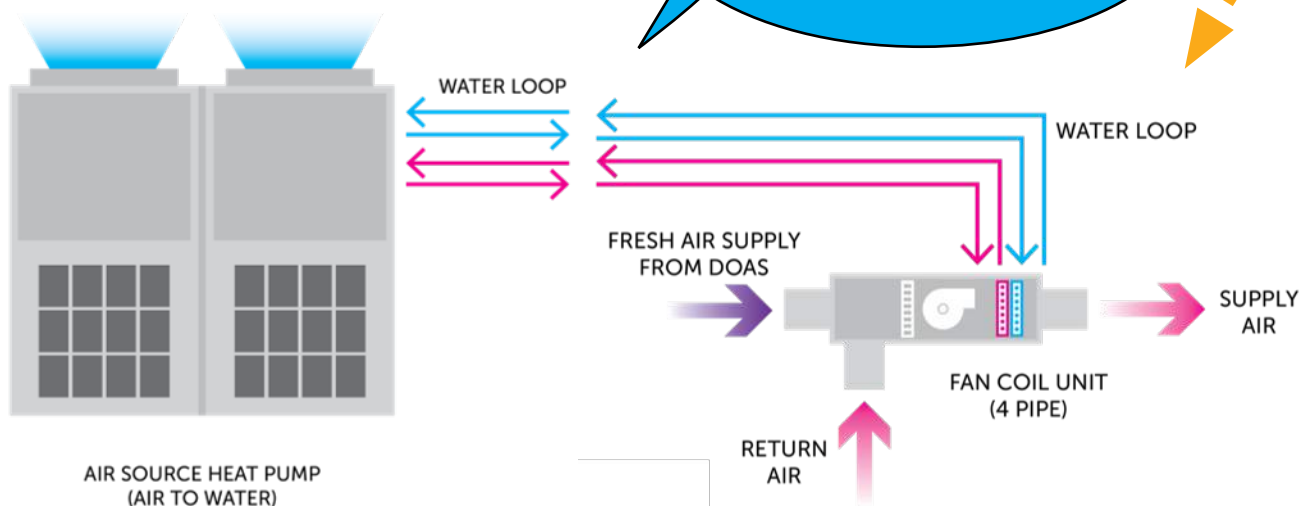 WATER LOOP
WATER LOOP
FRESH AIR SUPPLY
FROM DOAS
SUPPLY
AIR
FAN COIL UNIT
(4 PIPE)
RETURN
AIR
AIR SOURCE HEAT PUMP
(AIR TO WATER)